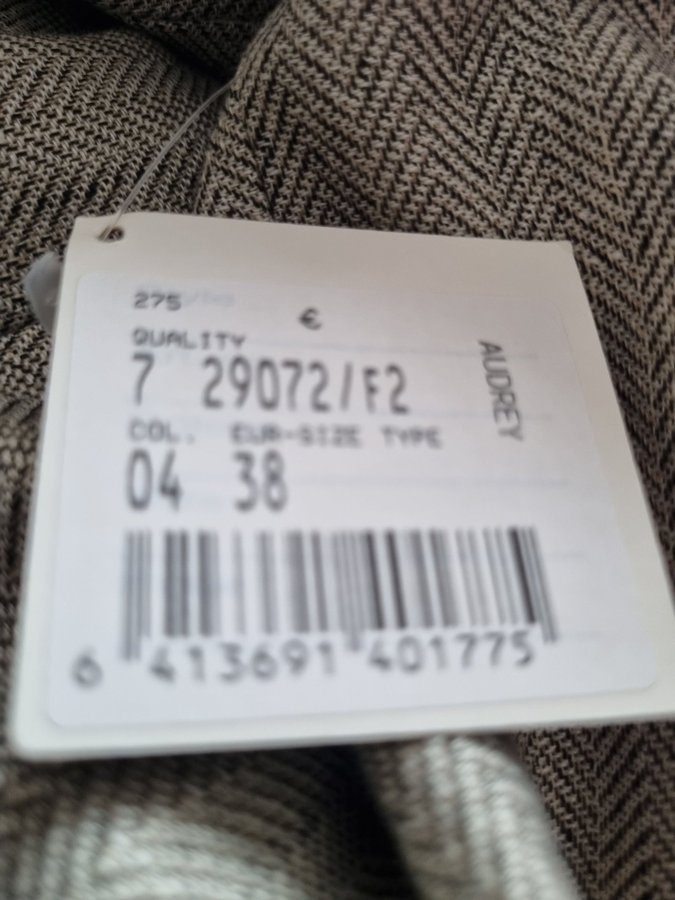 275
€
QUALITY
7 29072/F2
COL. EUR-SIZE TYPE
04 38
AUDREY
6 413691 401775